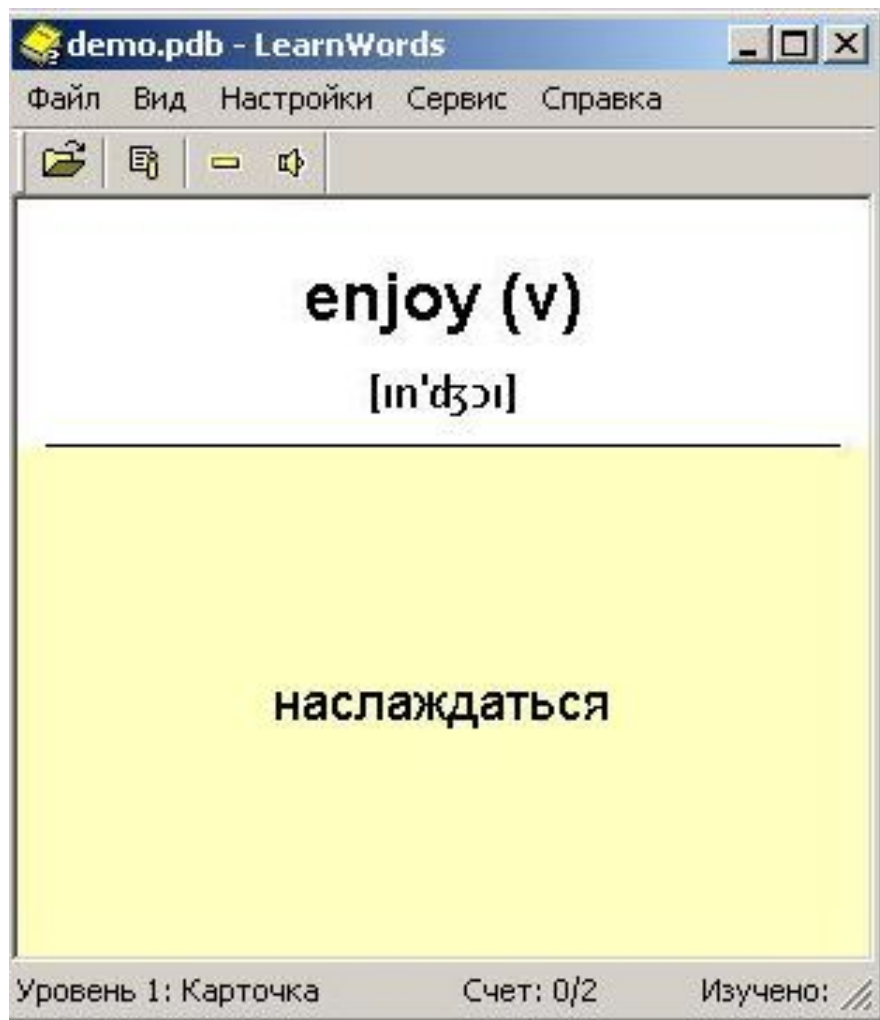 demo.pdb - LearnWords
Файл Вид Настройки Сервис Справка
enjoy (v)
[ɪn'ʤɔɪ]
наслаждаться
Уровень 1: Карточка Счет: 0/2 Изучено: